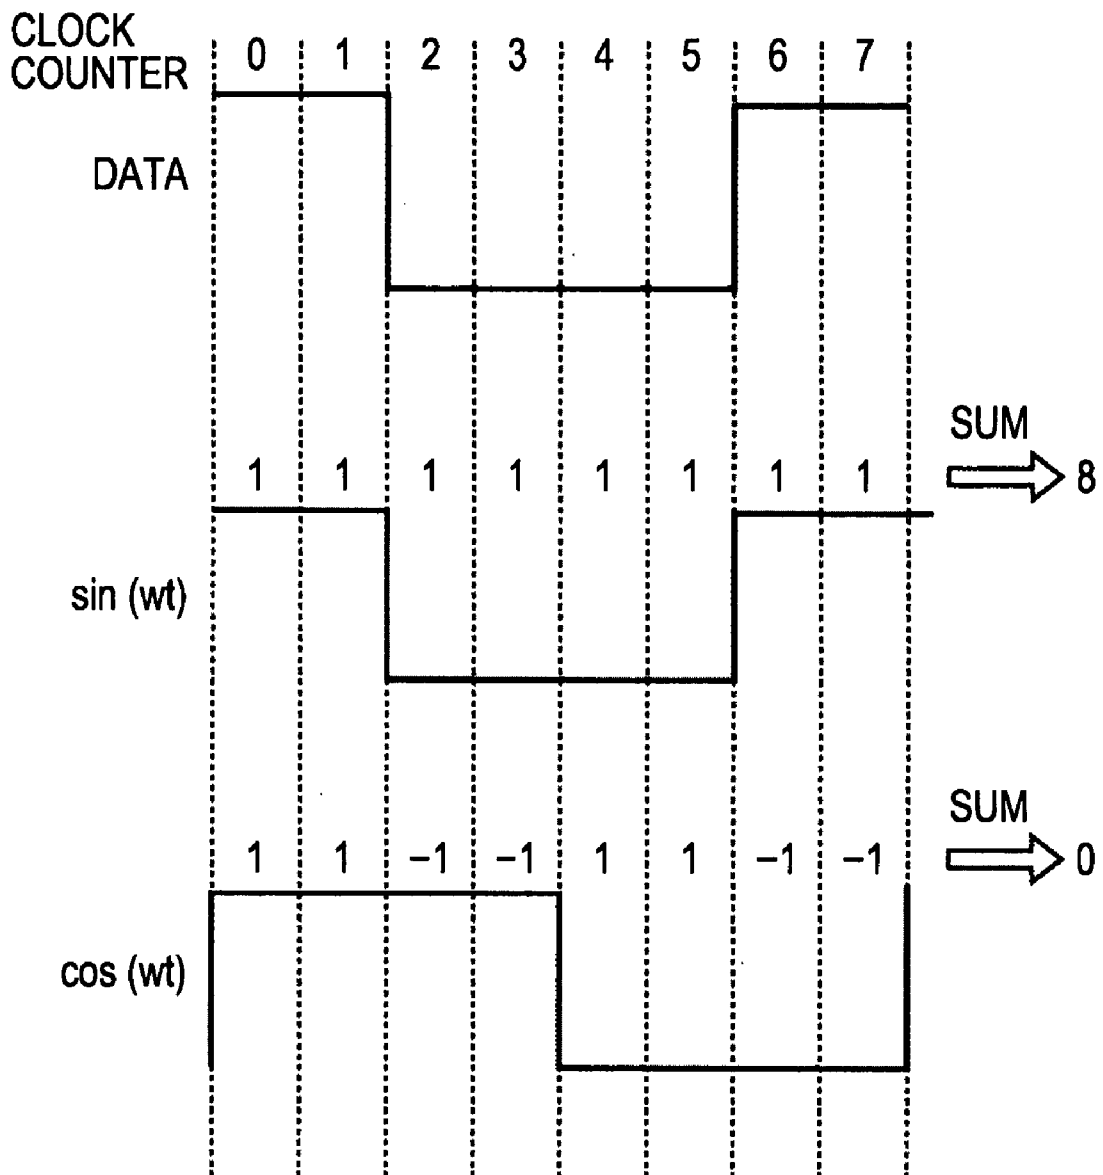 CLOCK
COUNTER 0 1 2 3 4 5 6 7
DATA
SUM
1 1 1 1 1 1 1 1 8
sin (wt)
SUM
1 1 −1 −1 1 1 −1 −1 0
cos (wt)